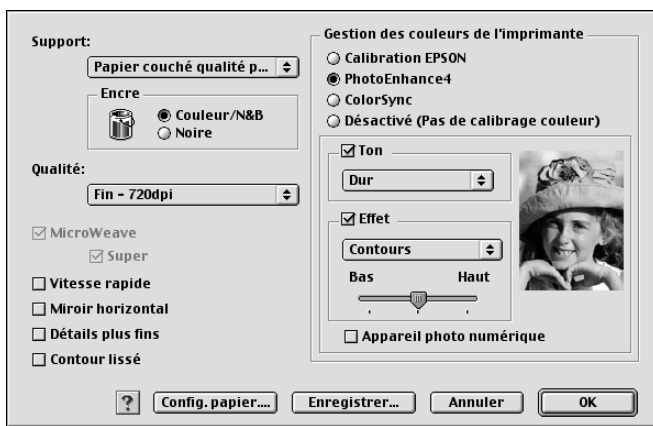 Support:
Papier couché qualité p...
Encre
Couleur/N&B
Noire
Qualité:
Fin - 720dpi
MicroWeave
Super
Vitesse rapide
Miroir horizontal
Détails plus fins
Contour lissé
Gestion des couleurs de l'imprimante
Calibration EPSON
PhotoEnhance4
ColorSync
Désactivé (Pas de calibrage couleur)
Ton
Dur
Effet
Contours
Bas Haut
Appareil photo numérique
? Config. papier.... Enregistrer... Annuler OK